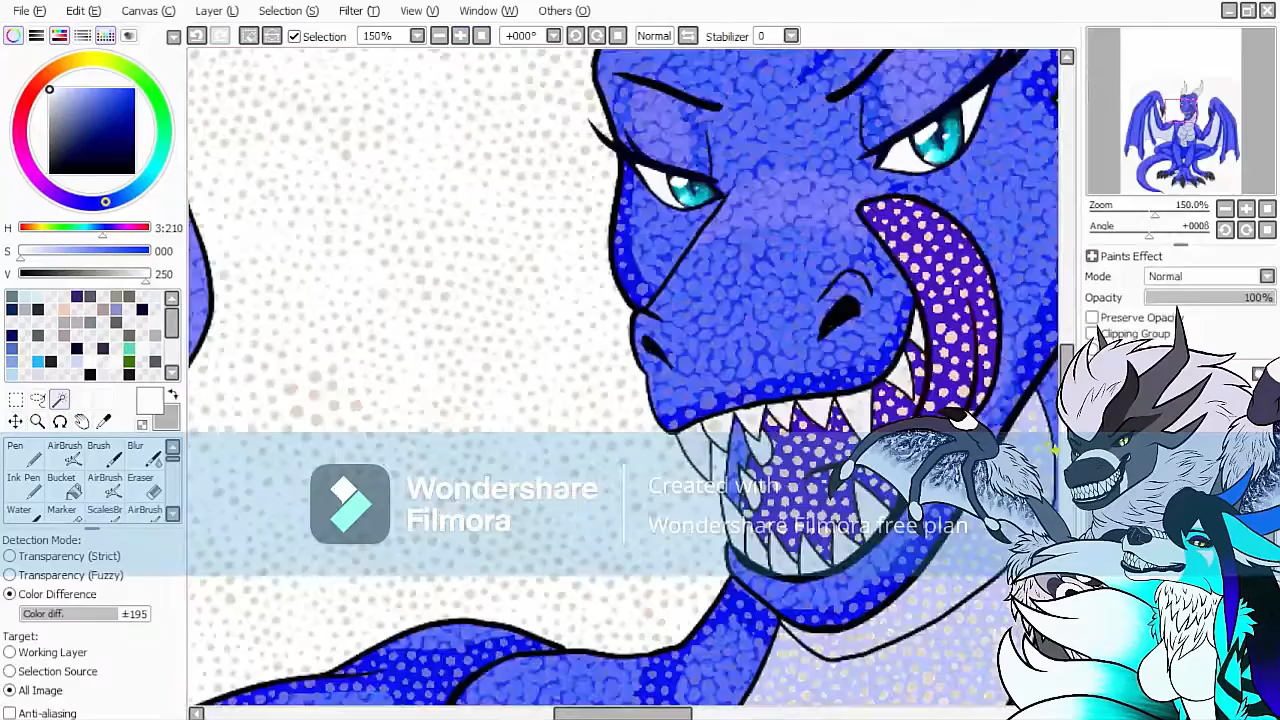 File (F) Edit (E) Canvas (C) Layer (L) Selection (S) Filter (T) View (V) Window (W) Others (O)
Selection 150% +000° Normal Stabilizer 0
Zoom 150.0%
Angle +000ß
H 3:210
S 000
V 250
Paints Effect
Mode Normal
Opacity 100%
Preserve Opac
Clipping Group
Pen AirBrush Brush Blur
Ink Pen Bucket AirBrush Eraser
Water Marker ScalesBr AirBrush
Detection Mode:
Transparency (Strict)
Transparency (Fuzzy)
Color Difference
Color diff. ±195
Target:
Working Layer
Selection Source
All Image
Anti-aliasing
Wondershare
Filmora
Created with
Wondershare Filmora free plan